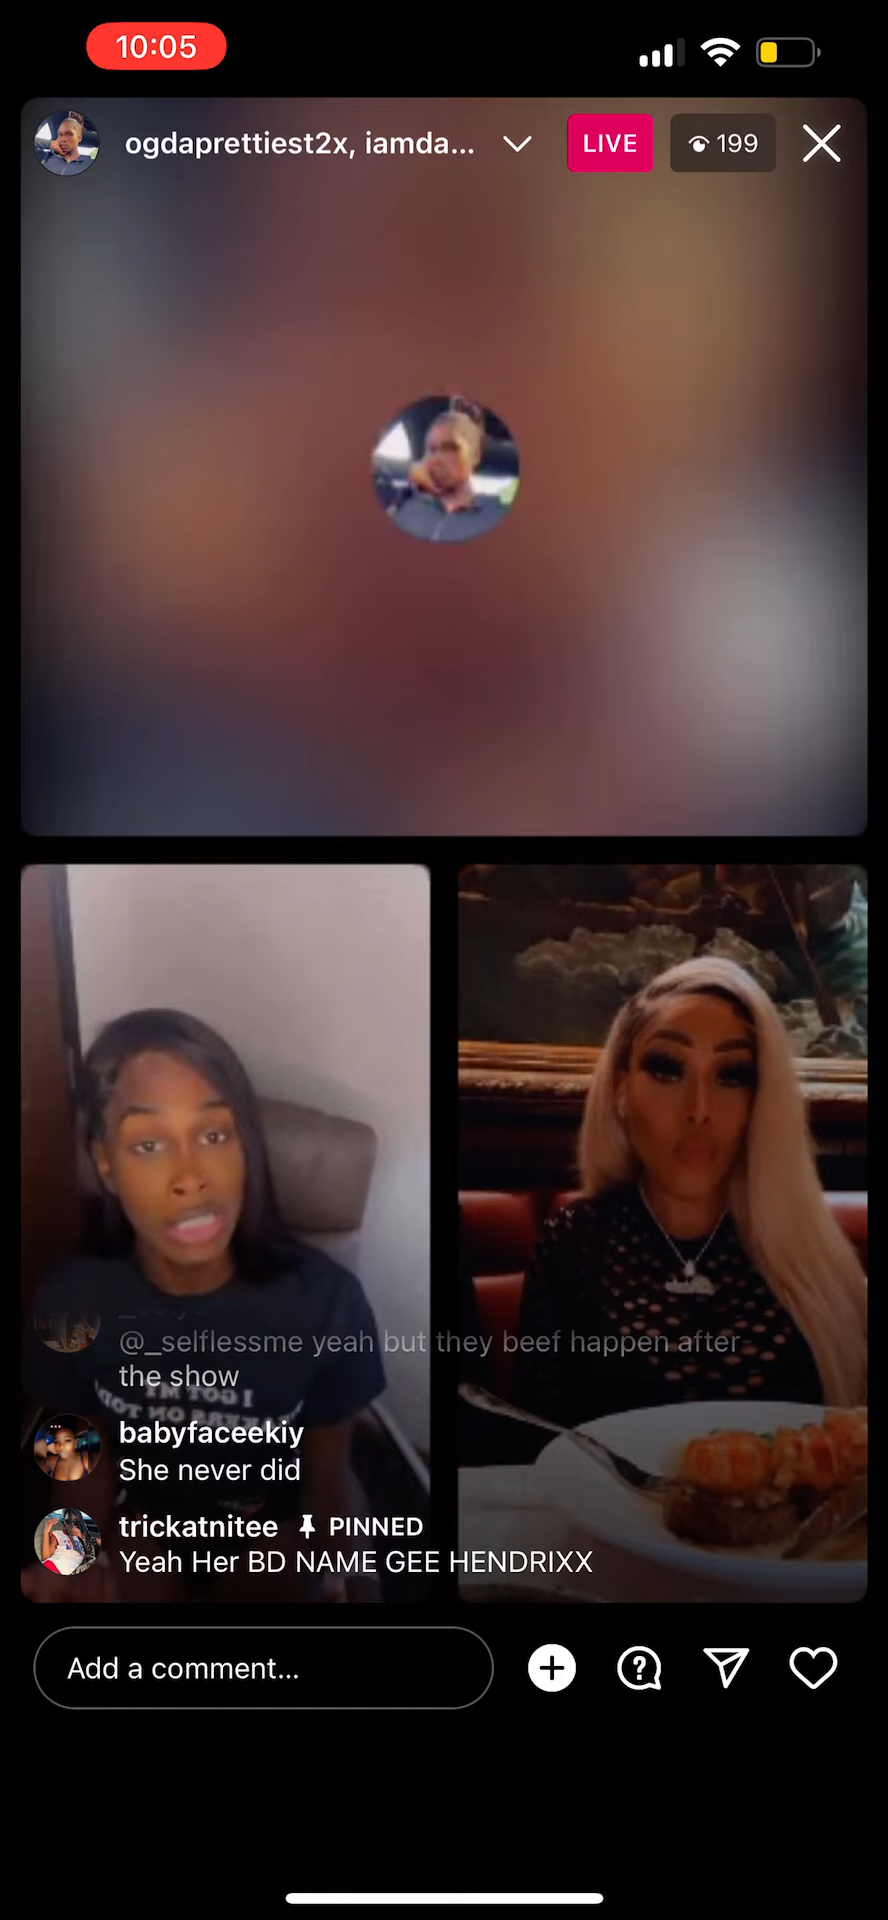 10:05
ogdaprettiest2x, iamda...
LIVE
199
@_selflessme yeah but they beef happen after
the show
babyfaceekiy
She never did
trickatnitee PINNED
Yeah Her BD NAME GEE HENDRIXX
Add a comment...